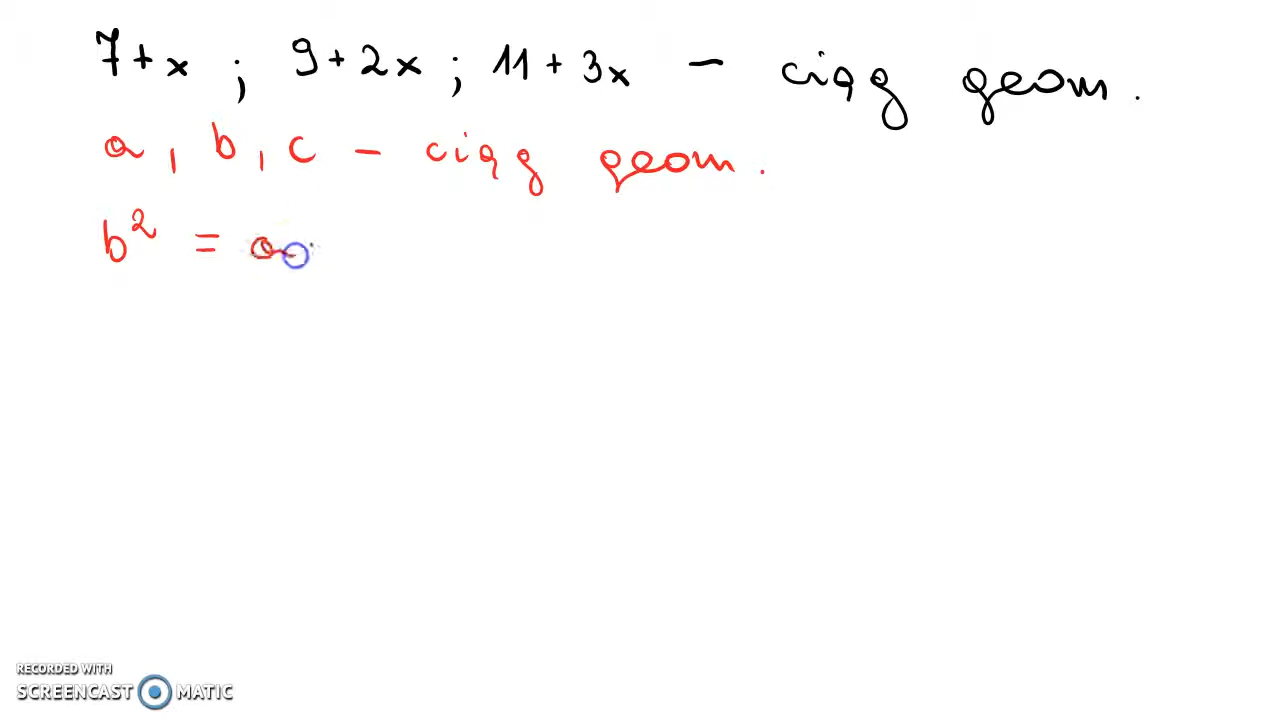 7+x ; 9+2x ; 11+3x - ciąg geom.
a, b, c - ciąg geom.
b² = a
RECORDED WITH
SCREENCAST MATIC